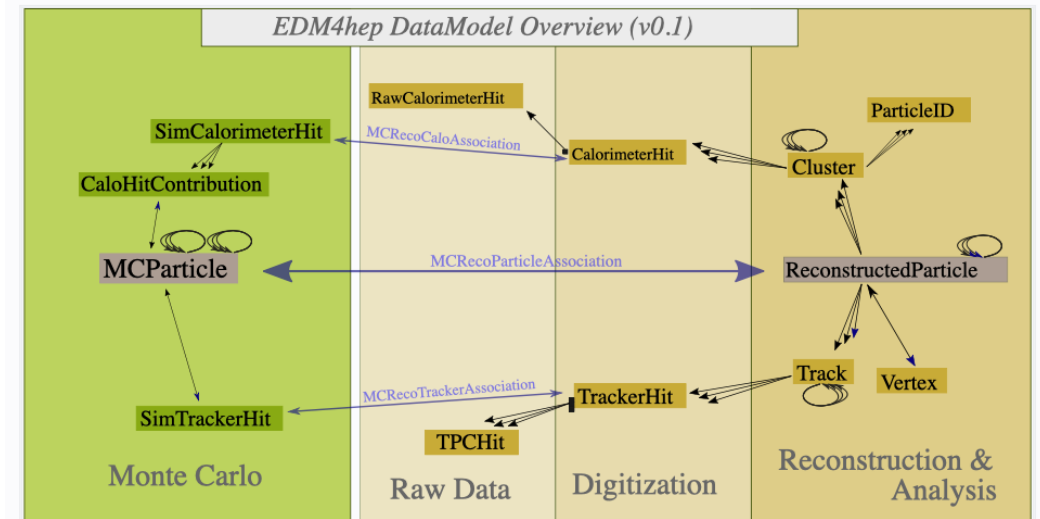 EDM4hep DataModel Overview (v0.1)
RawCalorimeterHit
ParticleID
SimCalorimeterHit
MCRecoCaloAssociation
CalorimeterHit
Cluster
CaloHitContribution
MCParticle
MCRecoParticleAssociation
ReconstructedParticle
MCRecoTrackerAssociation
Track
Vertex
TrackerHit
SimTrackerHit
TPCHit
Monte Carlo
Raw Data
Digitization
Reconstruction &
Analysis